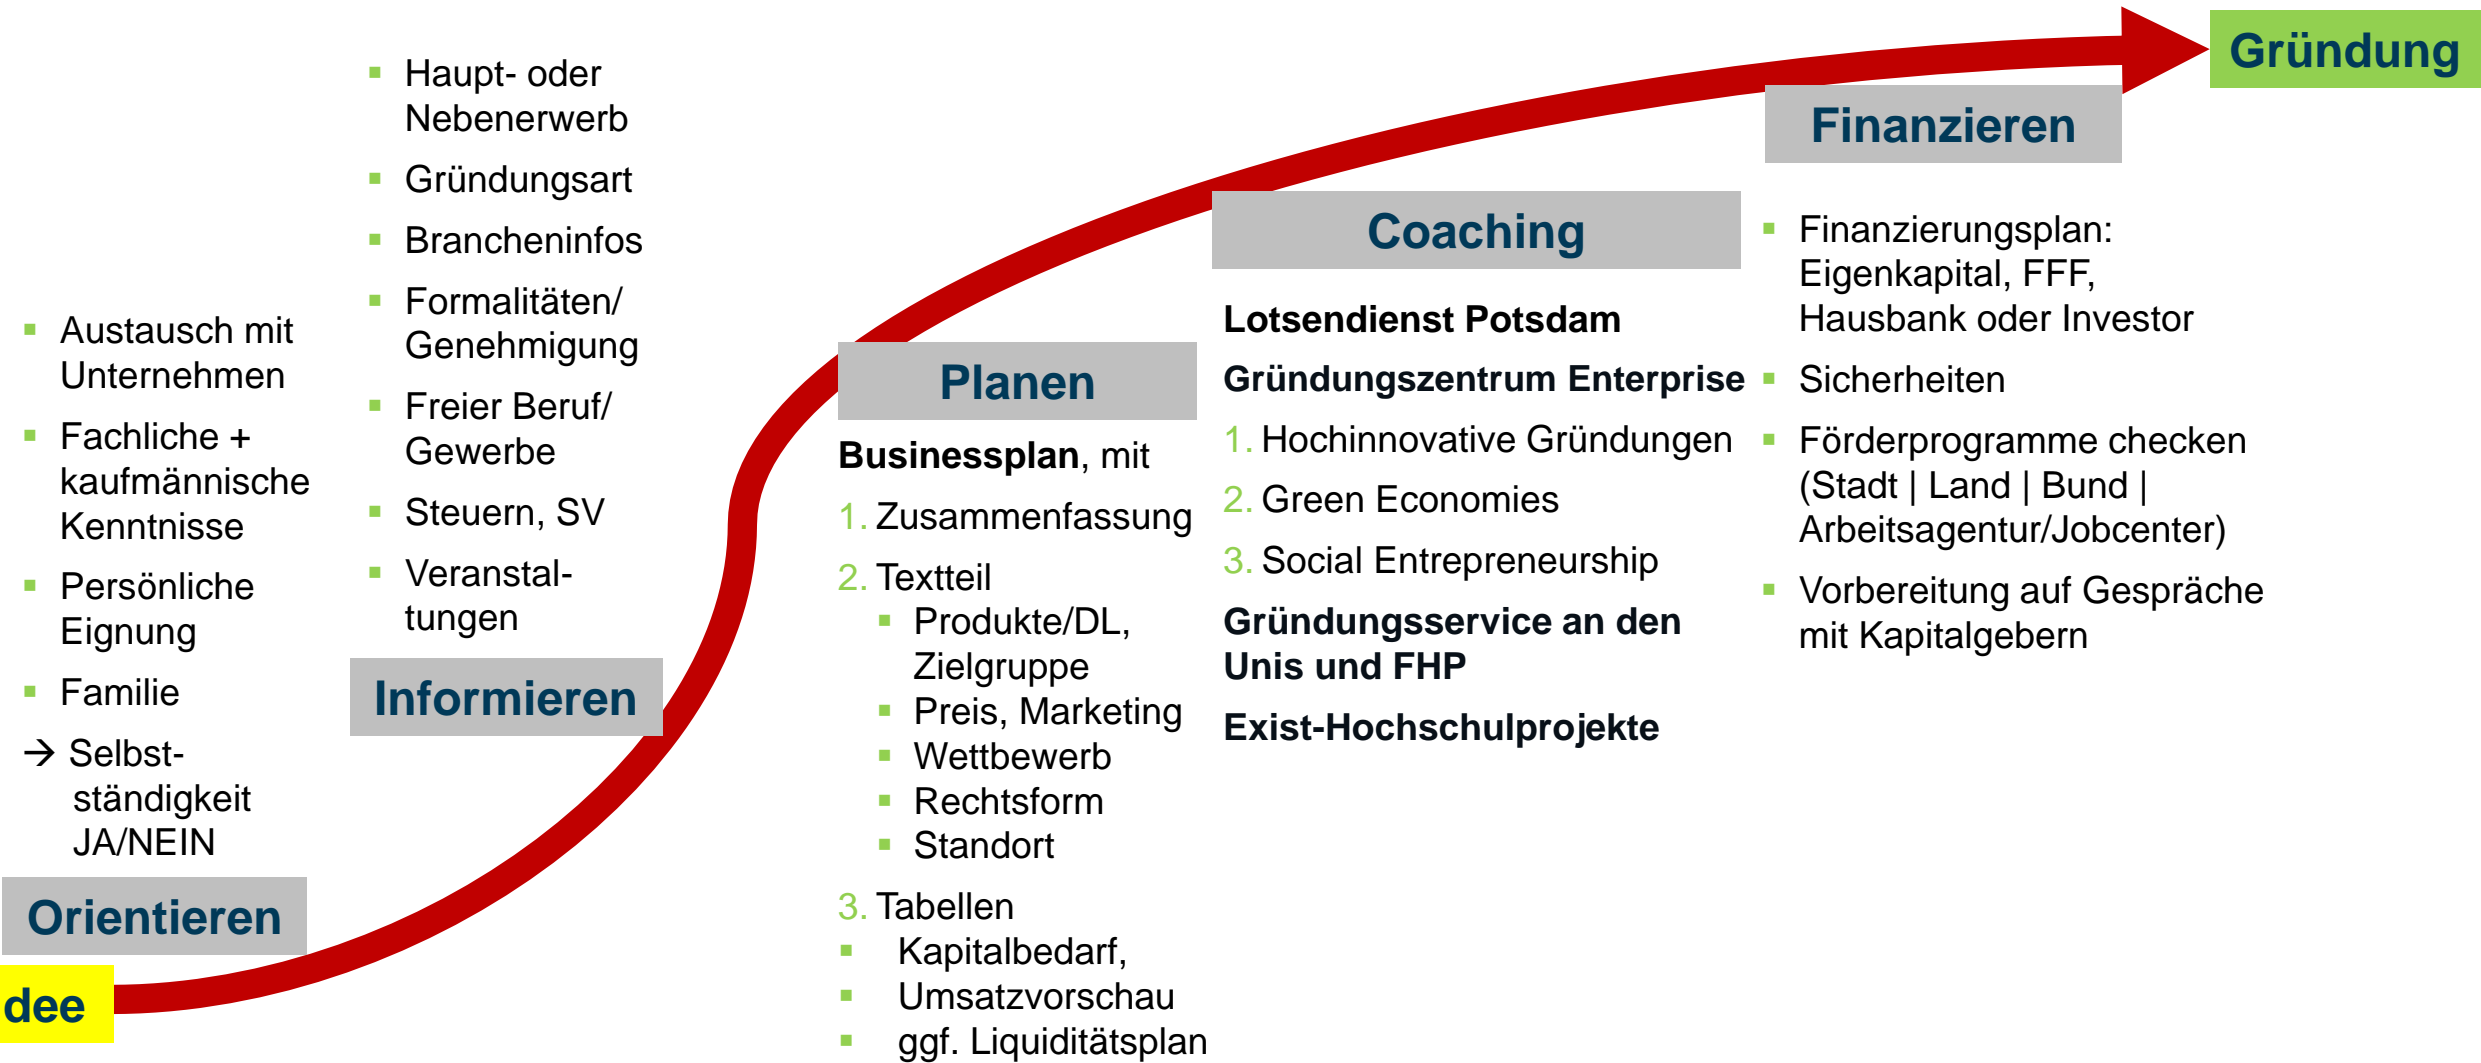 Austausch mit
Unternehmen
Fachliche +
kaufmännische
Kenntnisse
Persönliche
Eignung
Familie
→ Selbst-
ständigkeit
JA/NEIN
Orientieren
dee
Haupt- oder
Nebenerwerb
Gründungsart
Brancheninfos
Formalitäten/
Genehmigung
Freier Beruf/
Gewerbe
Steuern, SV
Veranstal-
tungen
Informieren
Planen
Businessplan, mit
1. Zusammenfassung
2. Textteil
Produkte/DL,
Zielgruppe
Preis, Marketing
Wettbewerb
Rechtsform
Standort
3. Tabellen
Kapitalbedarf,
Umsatzvorschau
ggf. Liquiditätsplan
Coaching
Lotsendienst Potsdam
Gründungszentrum Enterprise
1. Hochinnovative Gründungen
2. Green Economies
3. Social Entrepreneurship
Gründungsservice an den
Unis und FHP
Exist-Hochschulprojekte
Finanzieren
Finanzierungsplan:
Eigenkapital, FFF,
Hausbank oder Investor
Sicherheiten
Förderprogramme checken
(Stadt | Land | Bund |
Arbeitsagentur/Jobcenter)
Vorbereitung auf Gespräche
mit Kapitalgebern
Gründung